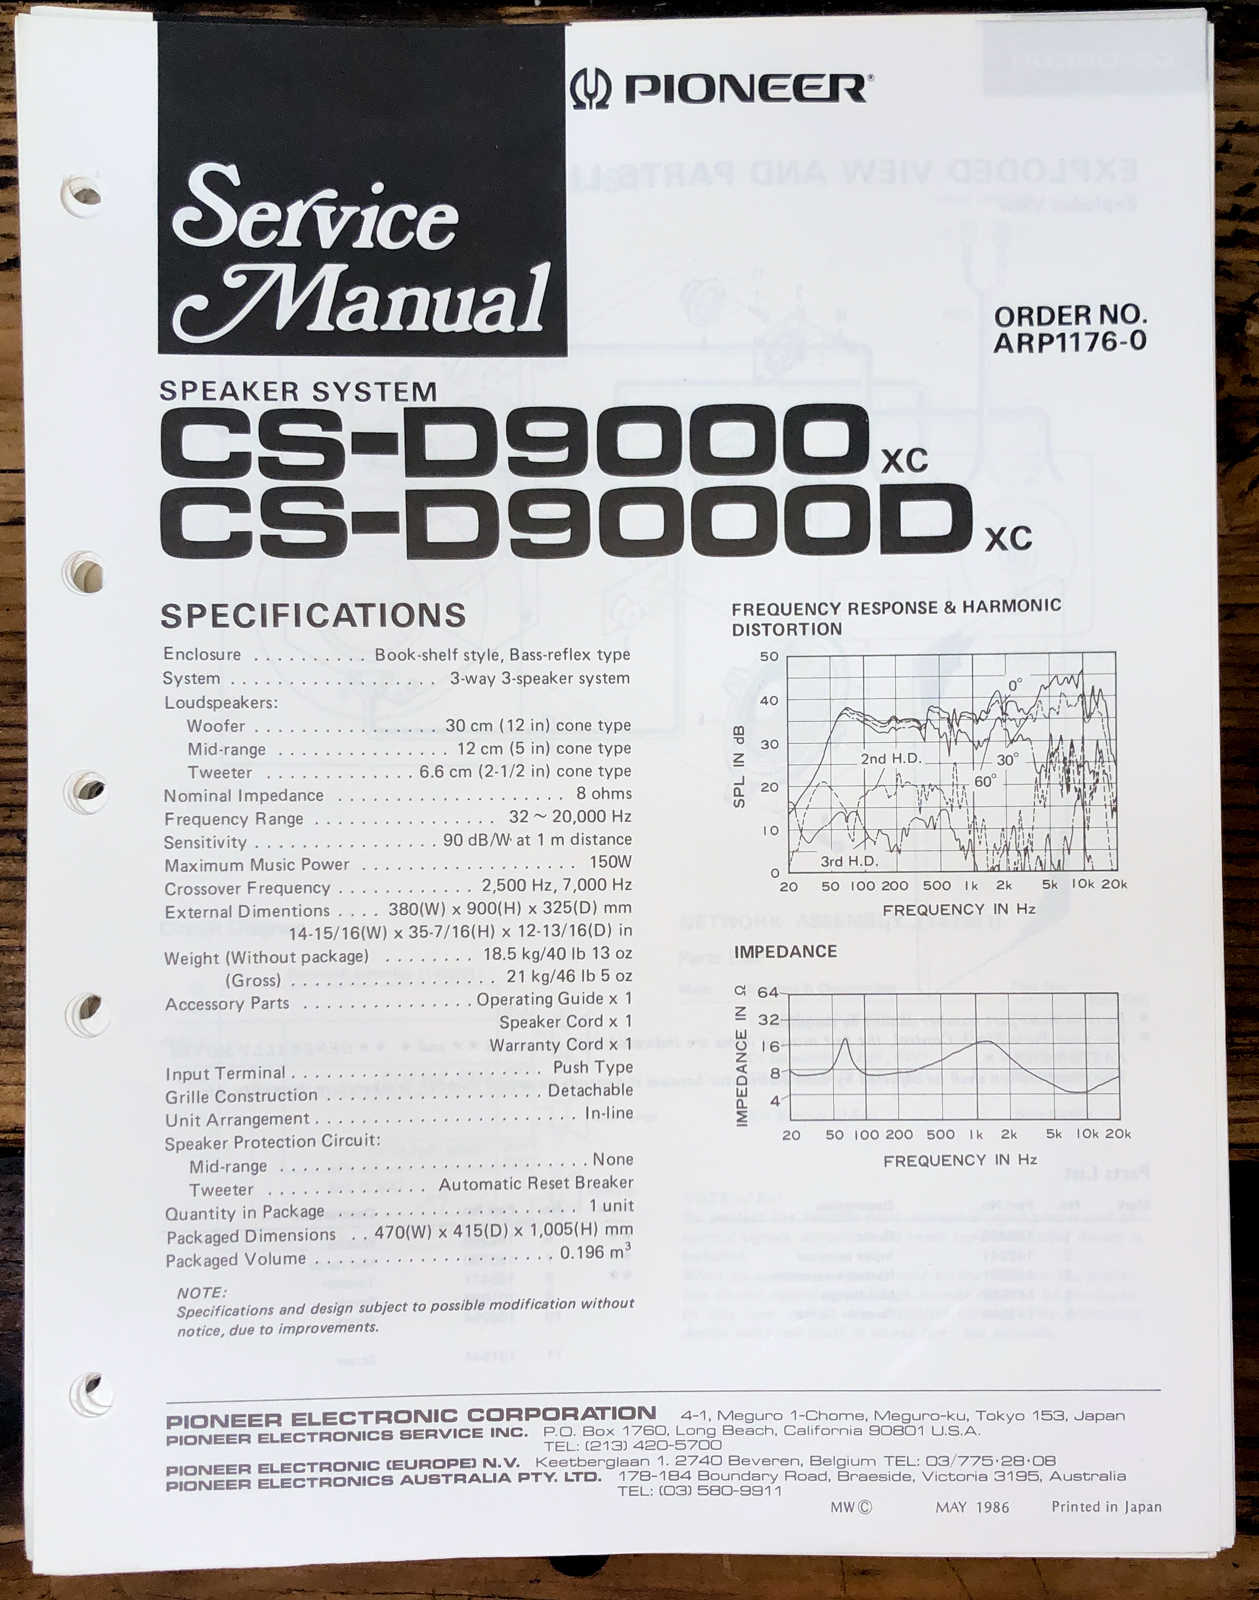 PIONEER®
Service
Manual
ORDER NO.
ARP1176-0
SPEAKER SYSTEM
CS-D9000 XC
CS-D9000D XC
SPECIFICATIONS
Enclosure . . . . . . . . . . Book-shelf style, Bass-reflex type
System . . . . . . . . . . . . . . . . . . 3-way 3-speaker system
Loudspeakers:
Woofer . . . . . . . . . . . . . . . . 30 cm (12 in) cone type
Mid-range . . . . . . . . . . . . . . 12 cm (5 in) cone type
Tweeter . . . . . . . . . . . . . 6.6 cm (2-1/2 in) cone type
Nominal Impedance . . . . . . . . . . . . . . . . . . . . 8 ohms
Frequency Range . . . . . . . . . . . . . . . . 32 ~ 20,000 Hz
Sensitivity . . . . . . . . . . . . . . . . 90 dB/W at 1 m distance
Maximum Music Power . . . . . . . . . . . . . . . . . . . . 150W
Crossover Frequency . . . . . . . . . . . . 2,500 Hz, 7,000 Hz
External Dimentions . . . . 380(W) x 900(H) x 325(D) mm
14-15/16(W) x 35-7/16(H) x 12-13/16(D) in
Weight (Without package) . . . . . . . . 18.5 kg/40 lb 13 oz
(Gross) . . . . . . . . . . . . . . . . . . 21 kg/46 lb 5 oz
Accessory Parts . . . . . . . . . . . . . . . Operating Guide x 1
Speaker Cord x 1
Warranty Cord x 1
Input Terminal . . . . . . . . . . . . . . . . . . . . . . Push Type
Grille Construction . . . . . . . . . . . . . . . . . . . Detachable
Unit Arrangement . . . . . . . . . . . . . . . . . . . . . . . In-line
Speaker Protection Circuit:
Mid-range . . . . . . . . . . . . . . . . . . . . . . . . . . . None
Tweeter . . . . . . . . . . . . . . Automatic Reset Breaker
Quantity in Package . . . . . . . . . . . . . . . . . . . . . . 1 unit
Packaged Dimensions . . 470(W) x 415(D) x 1,005(H) mm
Packaged Volume . . . . . . . . . . . . . . . . . . . . . 0.196 m³
NOTE:
Specifications and design subject to possible modification without
notice, due to improvements.
FREQUENCY RESPONSE & HARMONIC
DISTORTION
SPL IN dB
50
40
30
20
10
0
0°
30°
60°
2nd H.D.
3rd H.D.
20 50 100 200 500 1k 2k 5k 10k 20k
FREQUENCY IN Hz
IMPEDANCE
IMPEDANCE IN Ω
64
32
16
8
4
20 50 100 200 500 1k 2k 5k 10k 20k
FREQUENCY IN Hz
PIONEER ELECTRONIC CORPORATION 4-1, Meguro 1-Chome, Meguro-ku, Tokyo 153, Japan
PIONEER ELECTRONICS SERVICE INC. P.O. Box 1760, Long Beach, California 90801 U.S.A.
TEL: (213) 420-5700
PIONEER ELECTRONIC (EUROPE) N.V. Keetberglaan 1. 2740 Beveren, Belgium TEL: 03/775·28·08
PIONEER ELECTRONICS AUSTRALIA PTY. LTD. 178-184 Boundary Road, Braeside, Victoria 3195, Australia
TEL: (03) 580-9911
MW© MAY 1986 Printed in Japan